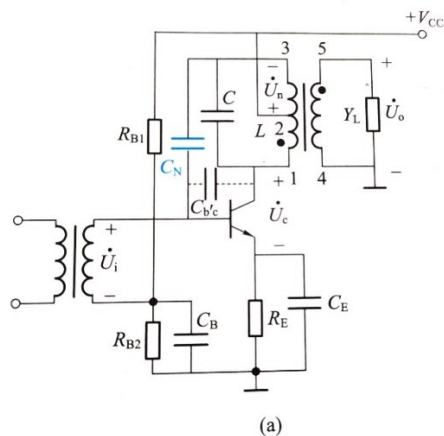 +V_CC
3 5
− +
U̇_n
C
+
R_B1
C_N
L 2
Y_L
U̇_o
1 4
−
C_b'c
+
U̇_c
+
U̇_i
−
−
R_B2
C_B
R_E
C_E
(a)